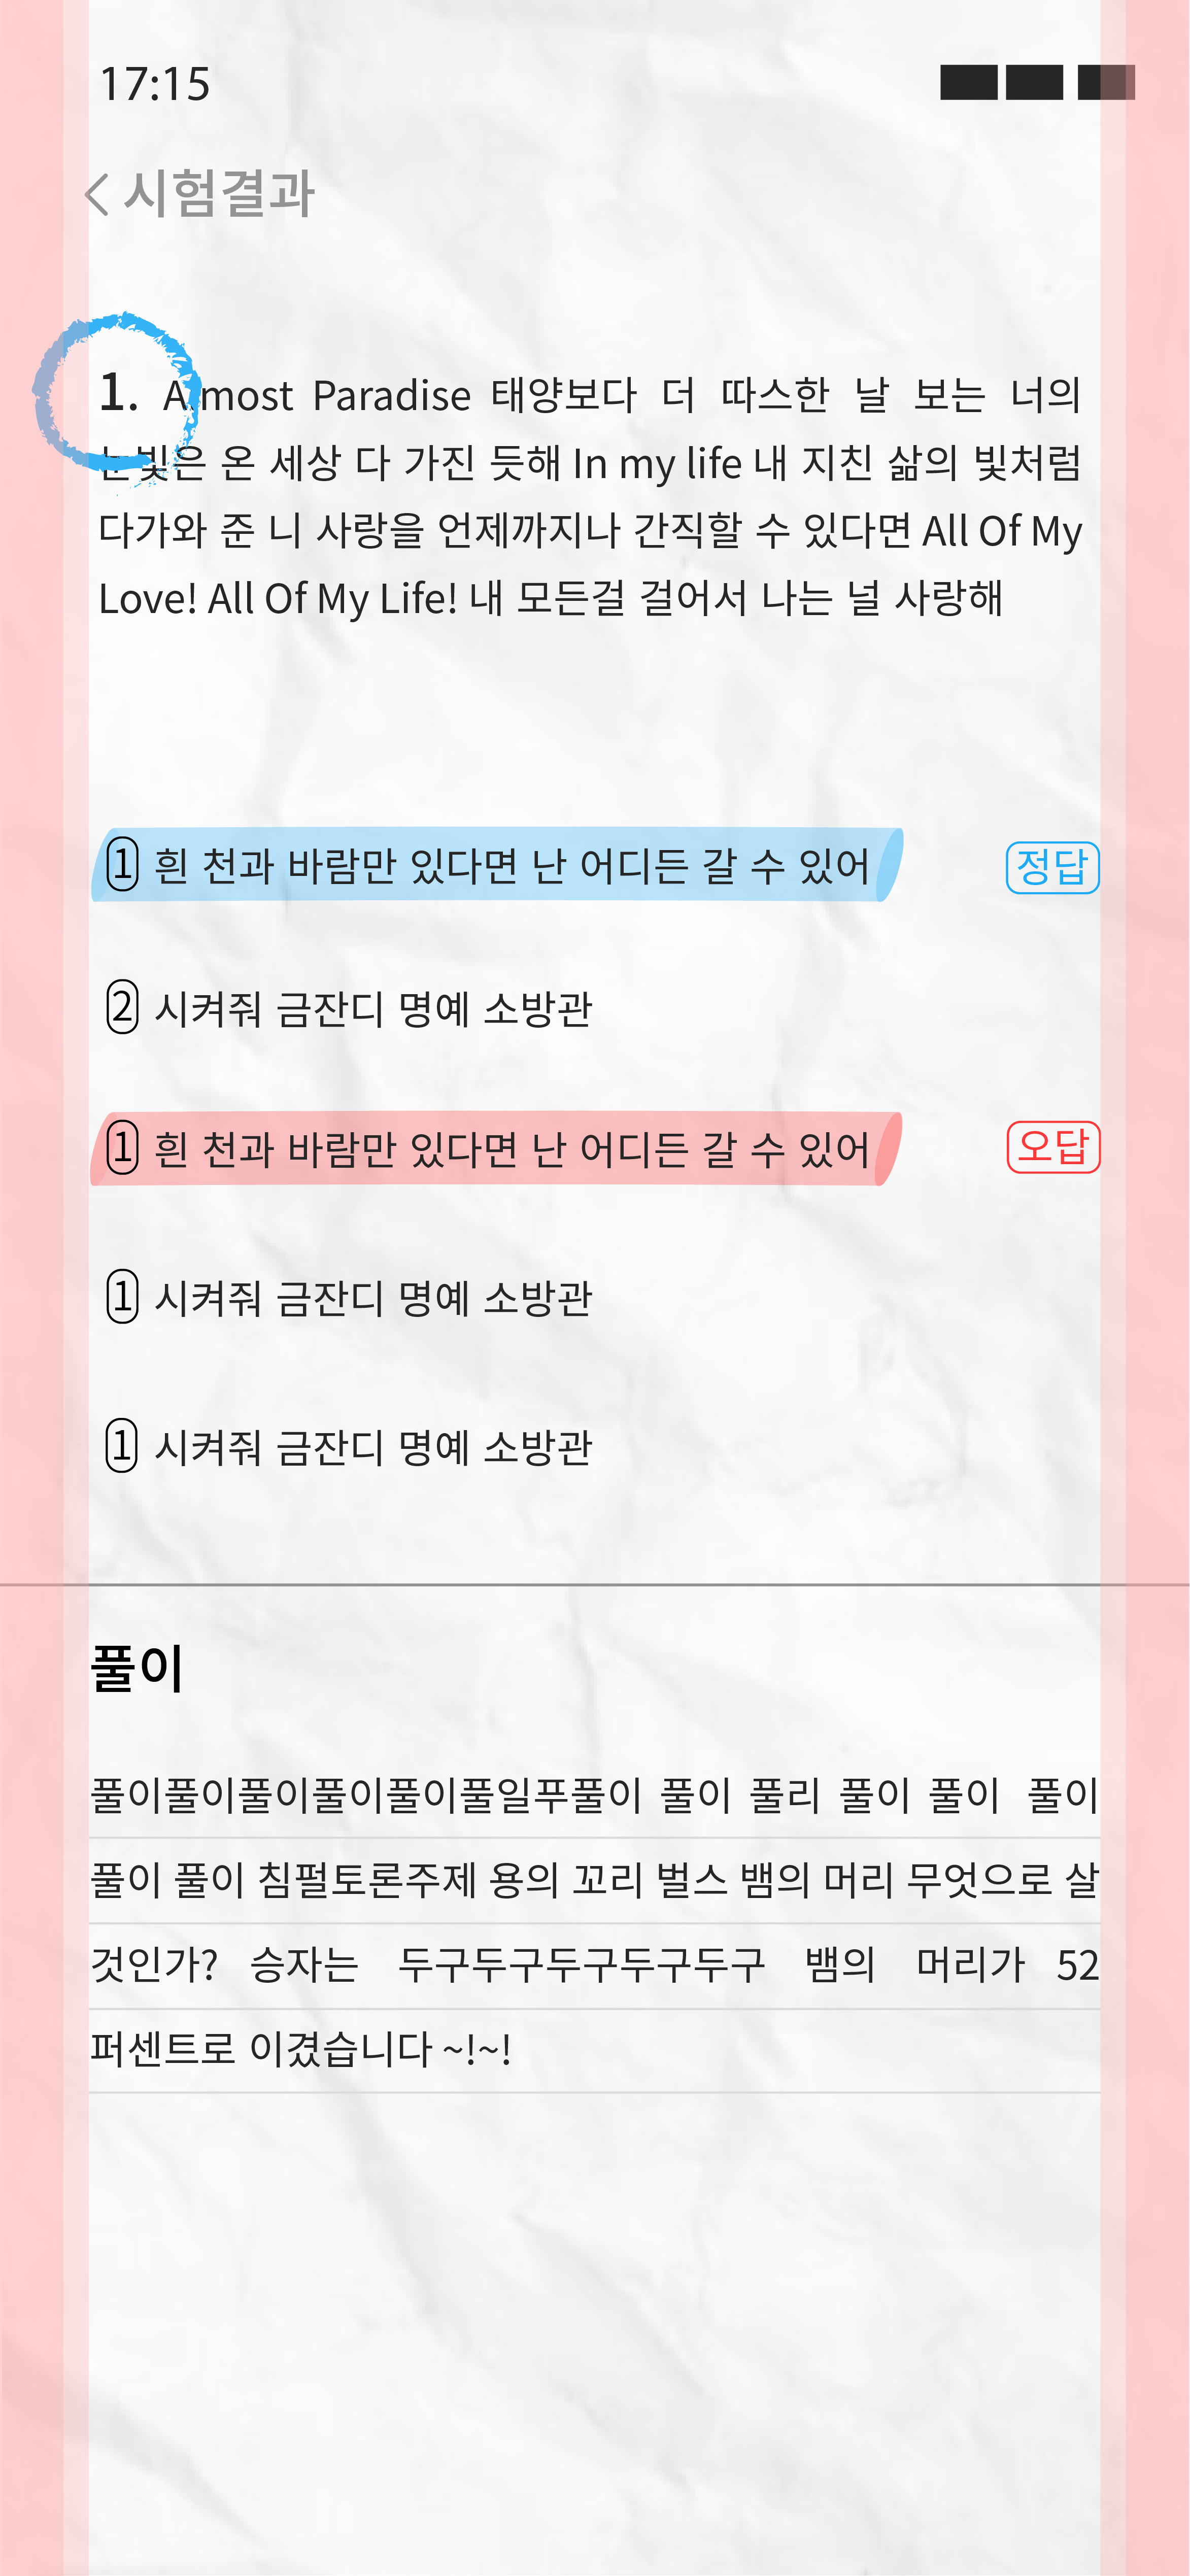 17:15
시험결과
1. Almost Paradise 태양보다 더 따스한 날 보는 너의
눈빛은 온 세상 다 가진 듯해 In my life 내 지친 삶의 빛처럼
다가와 준 니 사랑을 언제까지나 간직할 수 있다면 All Of My
Love! All Of My Life! 내 모든걸 걸어서 나는 널 사랑해
① 흰 천과 바람만 있다면 난 어디든 갈 수 있어 정답
② 시켜줘 금잔디 명예 소방관
① 흰 천과 바람만 있다면 난 어디든 갈 수 있어 오답
① 시켜줘 금잔디 명예 소방관
① 시켜줘 금잔디 명예 소방관
풀이
풀이풀이풀이풀이풀이풀일푸풀이 풀이 풀리 풀이 풀이 풀이
풀이 풀이 침펄토론주제 용의 꼬리 벌스 뱀의 머리 무엇으로 살
것인가? 승자는 두구두구두구두구두구 뱀의 머리가 52
퍼센트로 이겼습니다 ~!~!